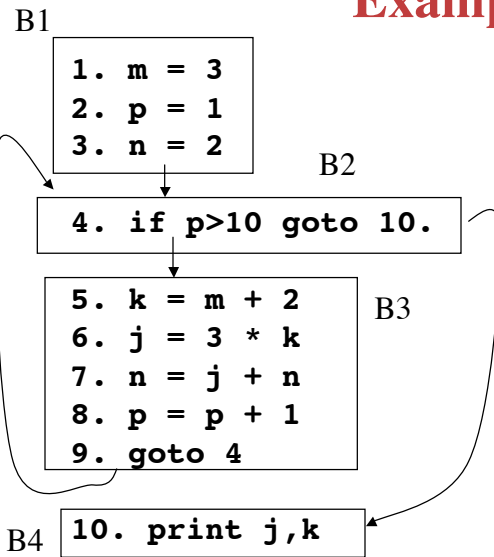 Examp
B1
1. m = 3
2. p = 1
3. n = 2
B2
4. if p>10 goto 10.
B3
5. k = m + 2
6. j = 3 * k
7. n = j + n
8. p = p + 1
9. goto 4
B4
10. print j,k